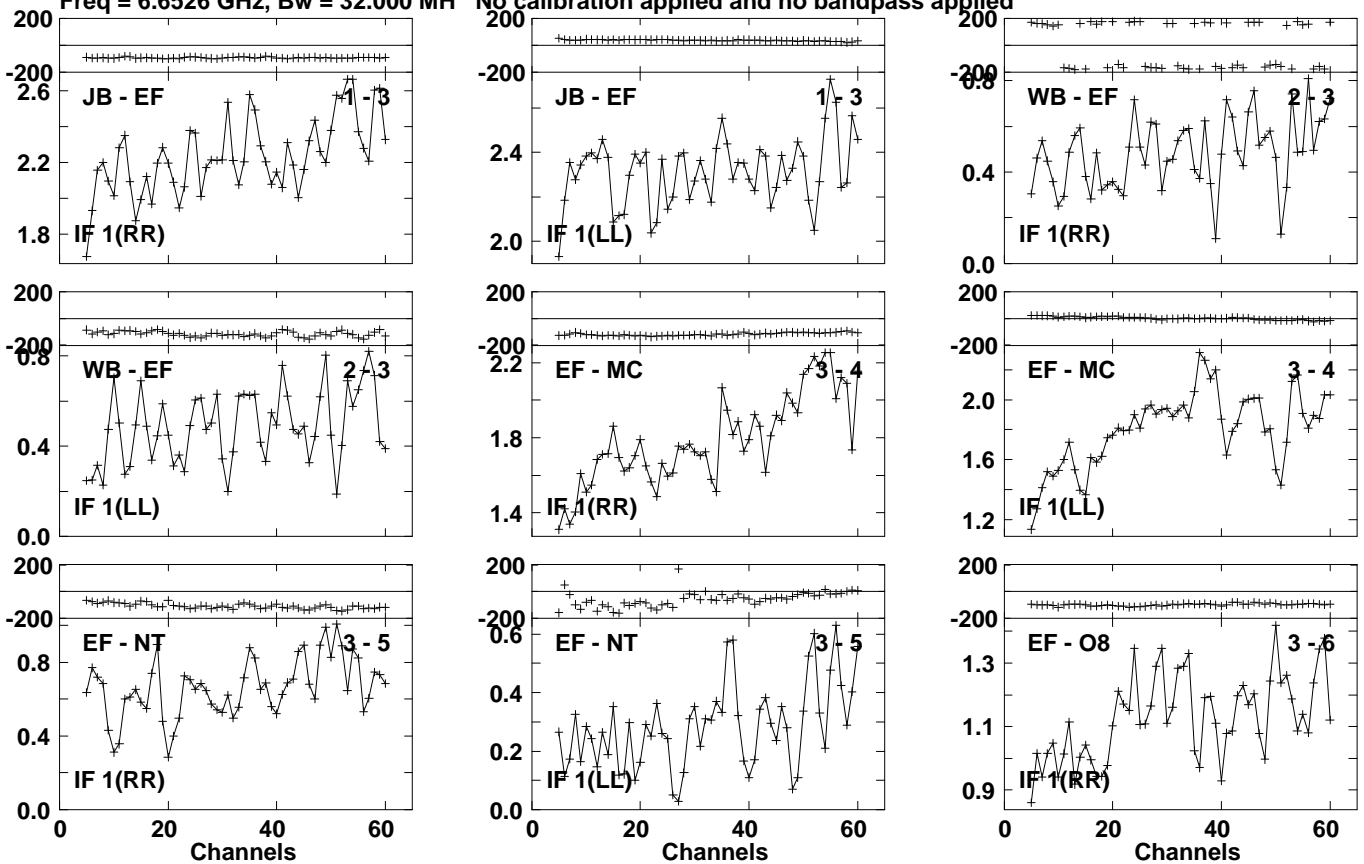 Freq = 6.6526 GHz, Bw = 32.000 MH No calibration applied and no bandpass applied
200
-200
2.6
2.2
1.8
JB - EF
1 - 3
IF 1(RR)
200
-200
2.4
2.0
JB - EF
1 - 3
IF 1(LL)
200
-200
0.8
0.4
0.0
WB - EF
2 - 3
IF 1(RR)
200
-200
0.8
0.4
0.0
WB - EF
2 - 3
IF 1(LL)
200
-200
2.2
1.8
1.4
EF - MC
3 - 4
IF 1(RR)
200
-200
2.0
1.6
1.2
EF - MC
3 - 4
IF 1(LL)
200
-200
0.8
0.4
0.0
EF - NT
3 - 5
IF 1(RR)
0 20 40 60
Channels
200
-200
0.6
0.4
0.2
0.0
EF - NT
3 - 5
IF 1(LL)
200
-200
1.3
1.1
0.9
EF - O8
3 - 6
IF 1(RR)
0 20 40 60
Channels